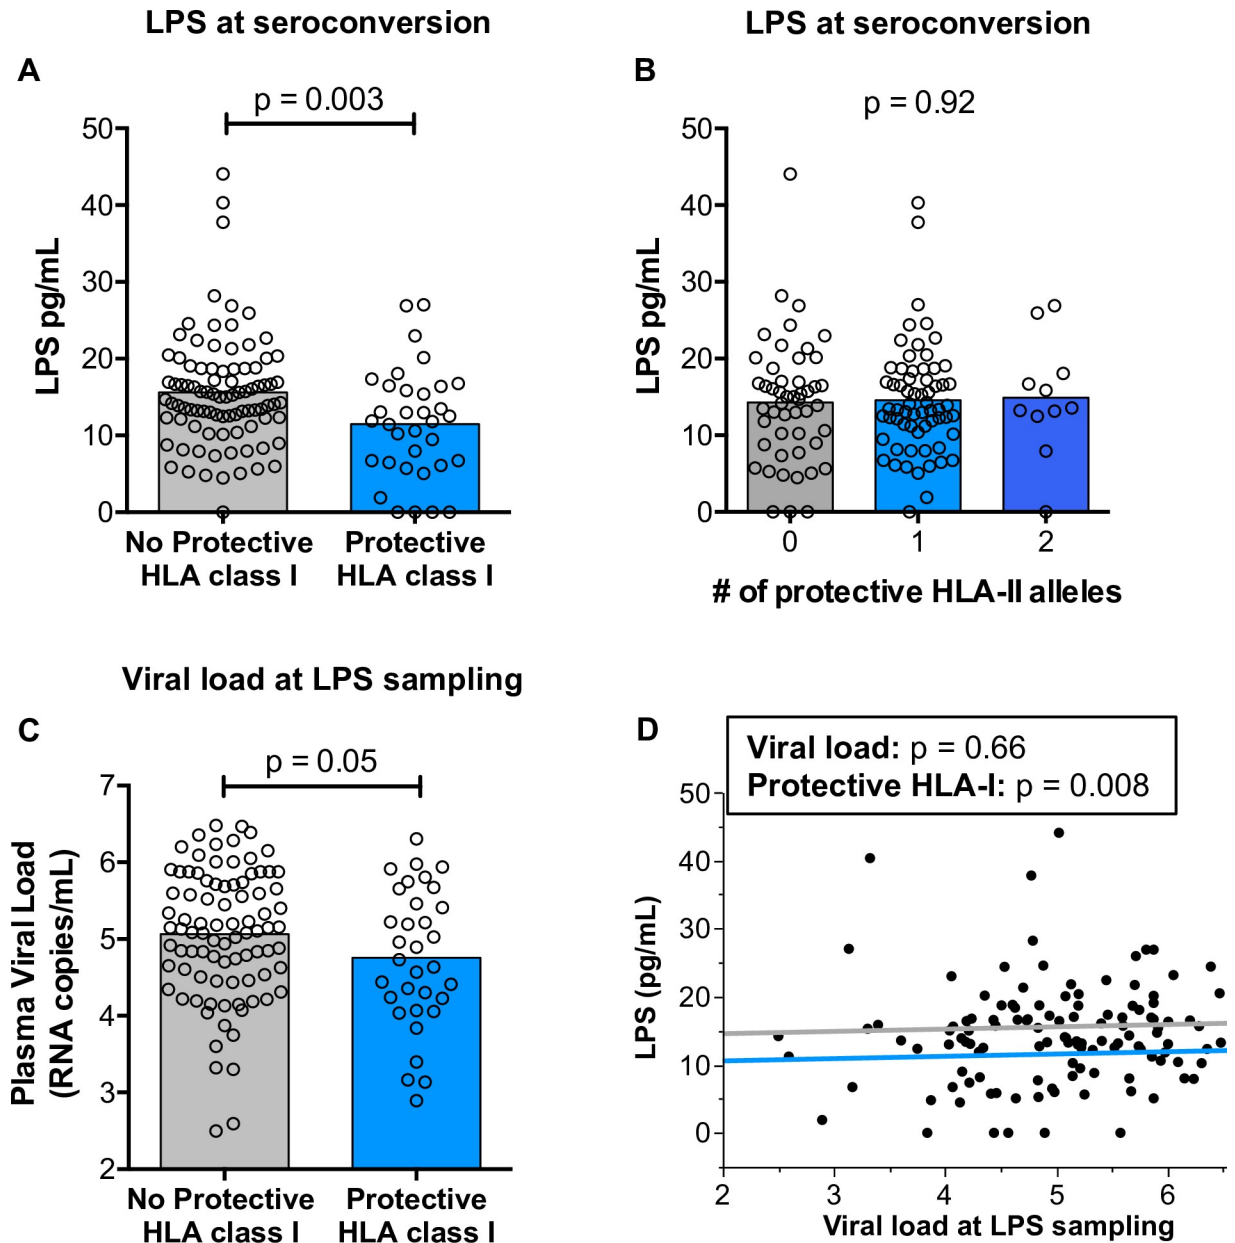 LPS at seroconversion
A
p = 0.003
50
40
30
20
10
0
LPS pg/mL
No Protective
HLA class I
Protective
HLA class I
LPS at seroconversion
B
p = 0.92
50
40
30
20
10
0
LPS pg/mL
0
1
2
# of protective HLA-II alleles
Viral load at LPS sampling
C
p = 0.05
7
6
5
4
3
2
Plasma Viral Load
(RNA copies/mL)
No Protective
HLA class I
Protective
HLA class I
D
Viral load: p = 0.66
Protective HLA-I: p = 0.008
50
40
30
20
10
0
LPS (pg/mL)
2
3
4
5
6
Viral load at LPS sampling